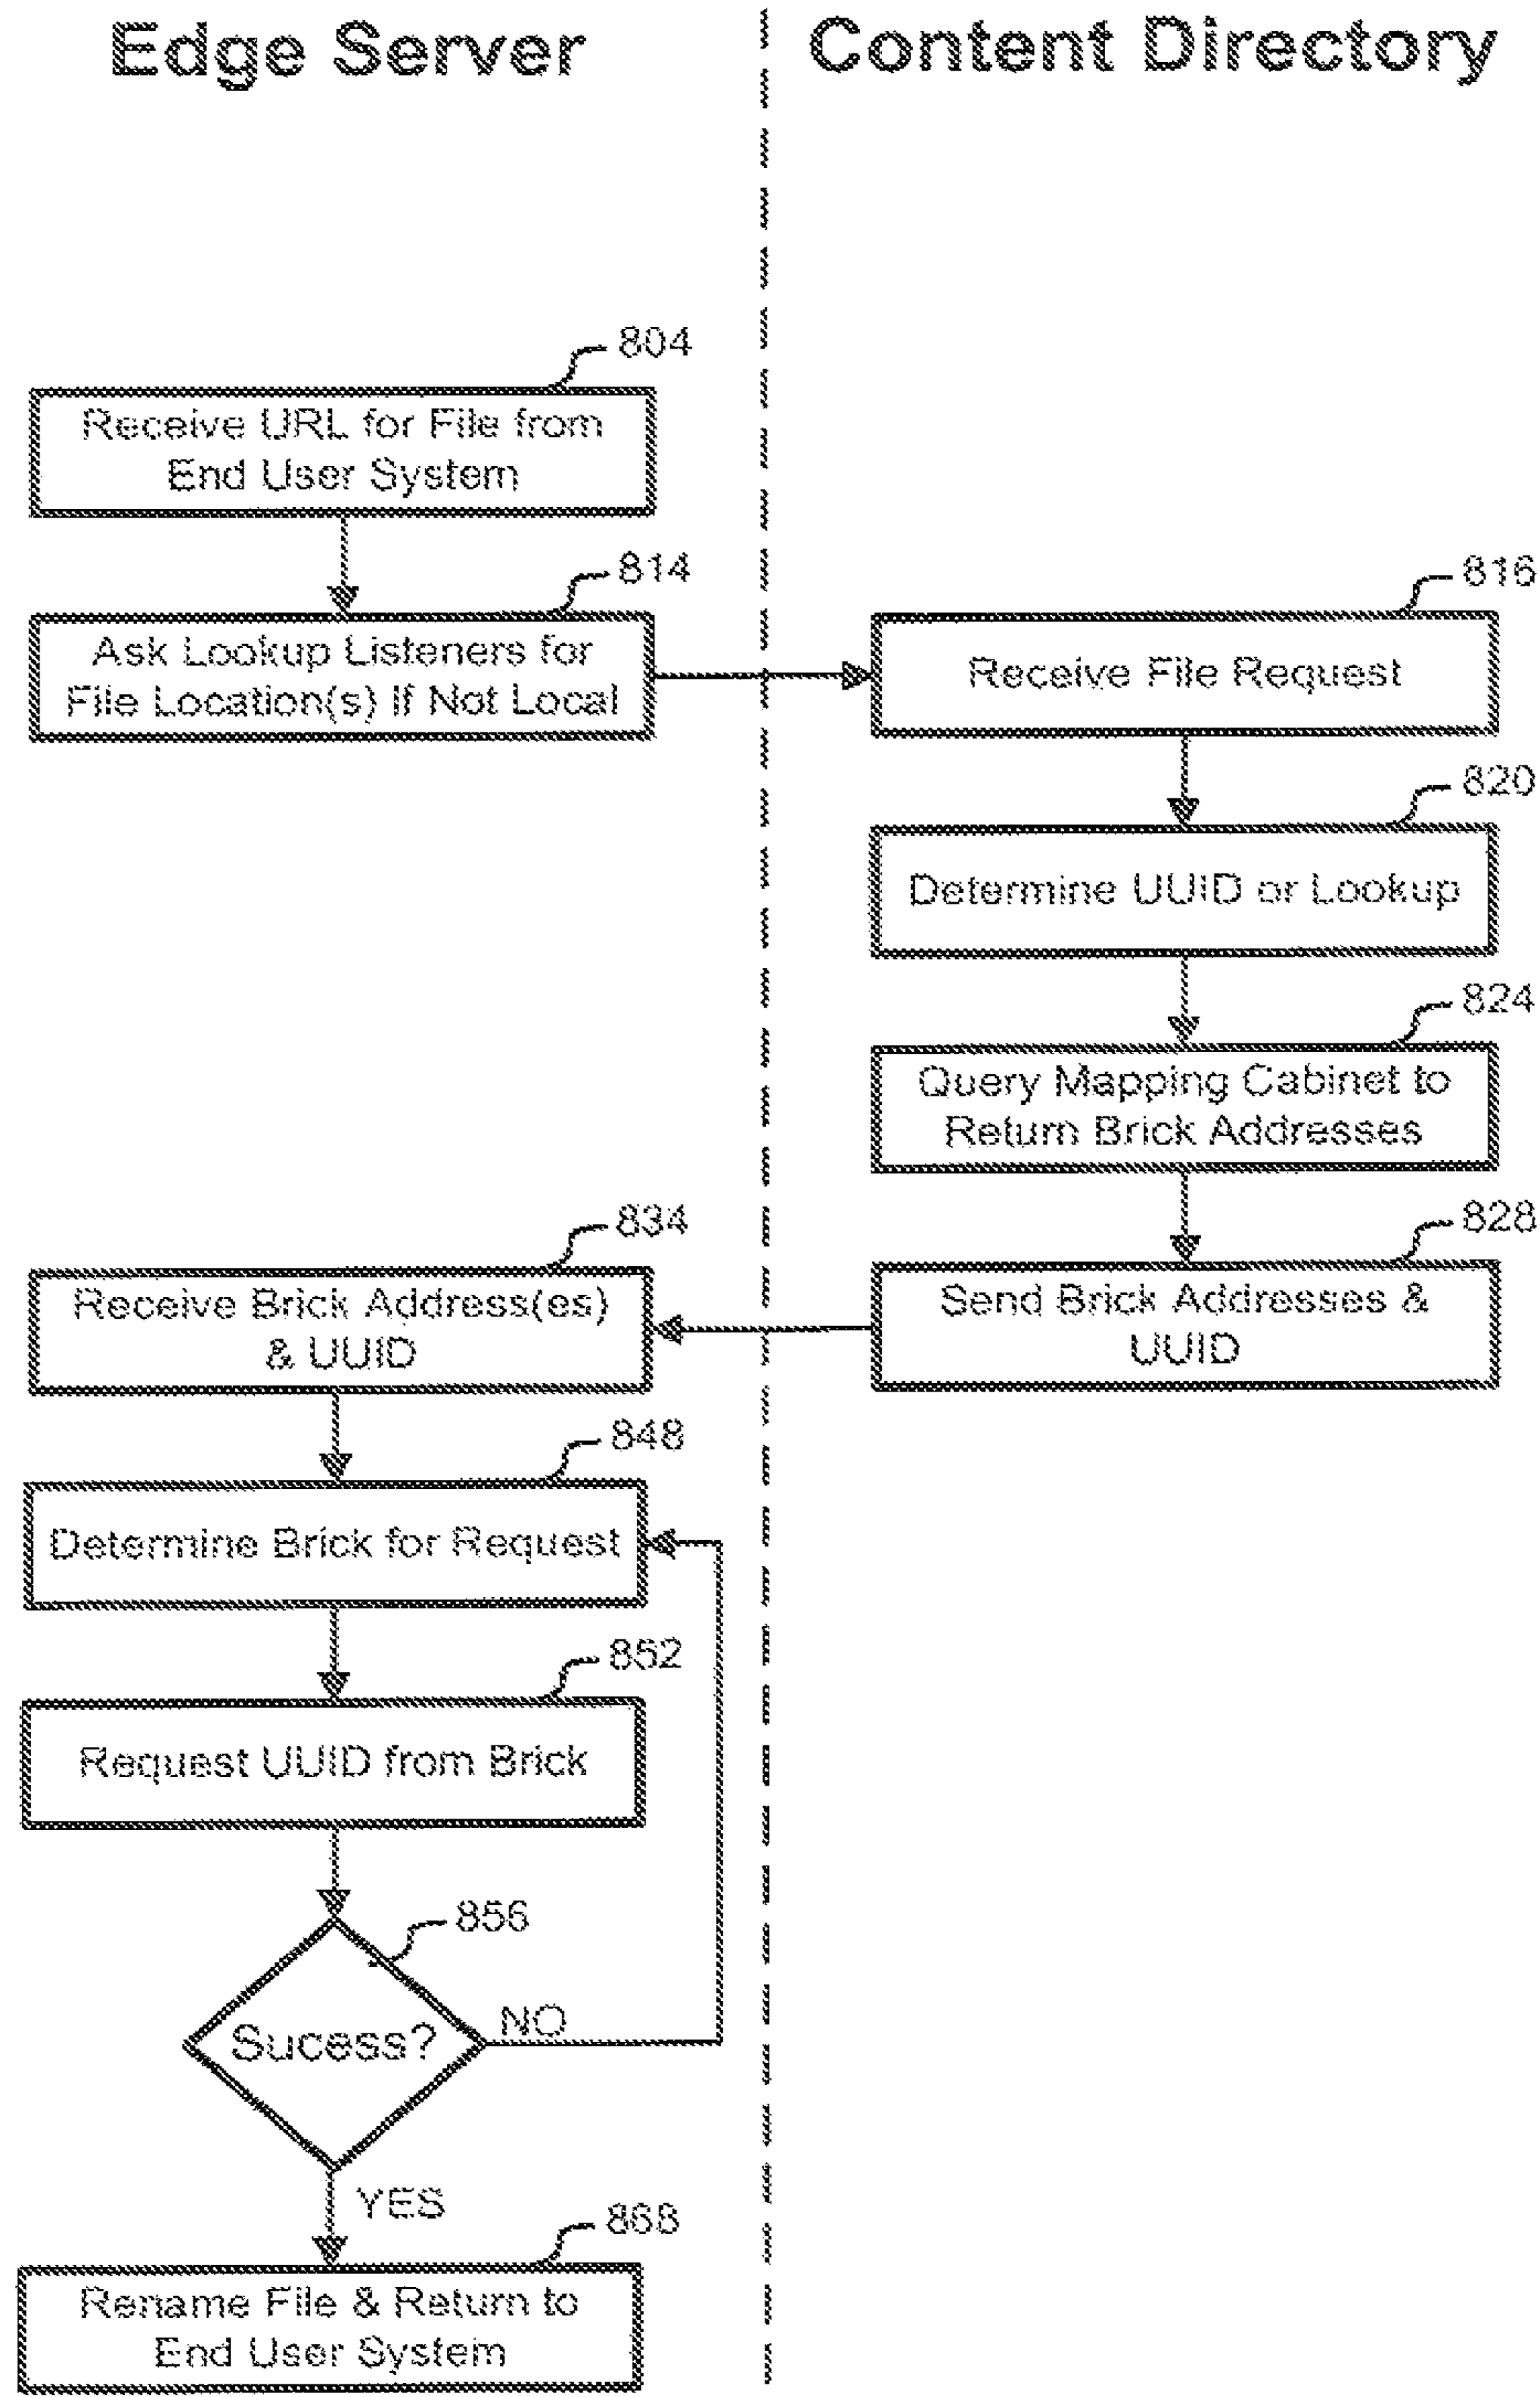 Edge Server
Content Directory
804
Receive URL for File from
End User System
814
Ask Lookup Listeners for
File Location(s) If Not Local
816
Receive File Request
820
Determine UUID or Lookup
824
Query Mapping Cabinet to
Return Brick Addresses
828
Send Brick Addresses &
UUID
834
Receive Brick Address(es)
& UUID
848
Determine Brick for Request
852
Request UUID from Brick
856
Sucess?
NO
YES
868
Rename File & Return to
End User System